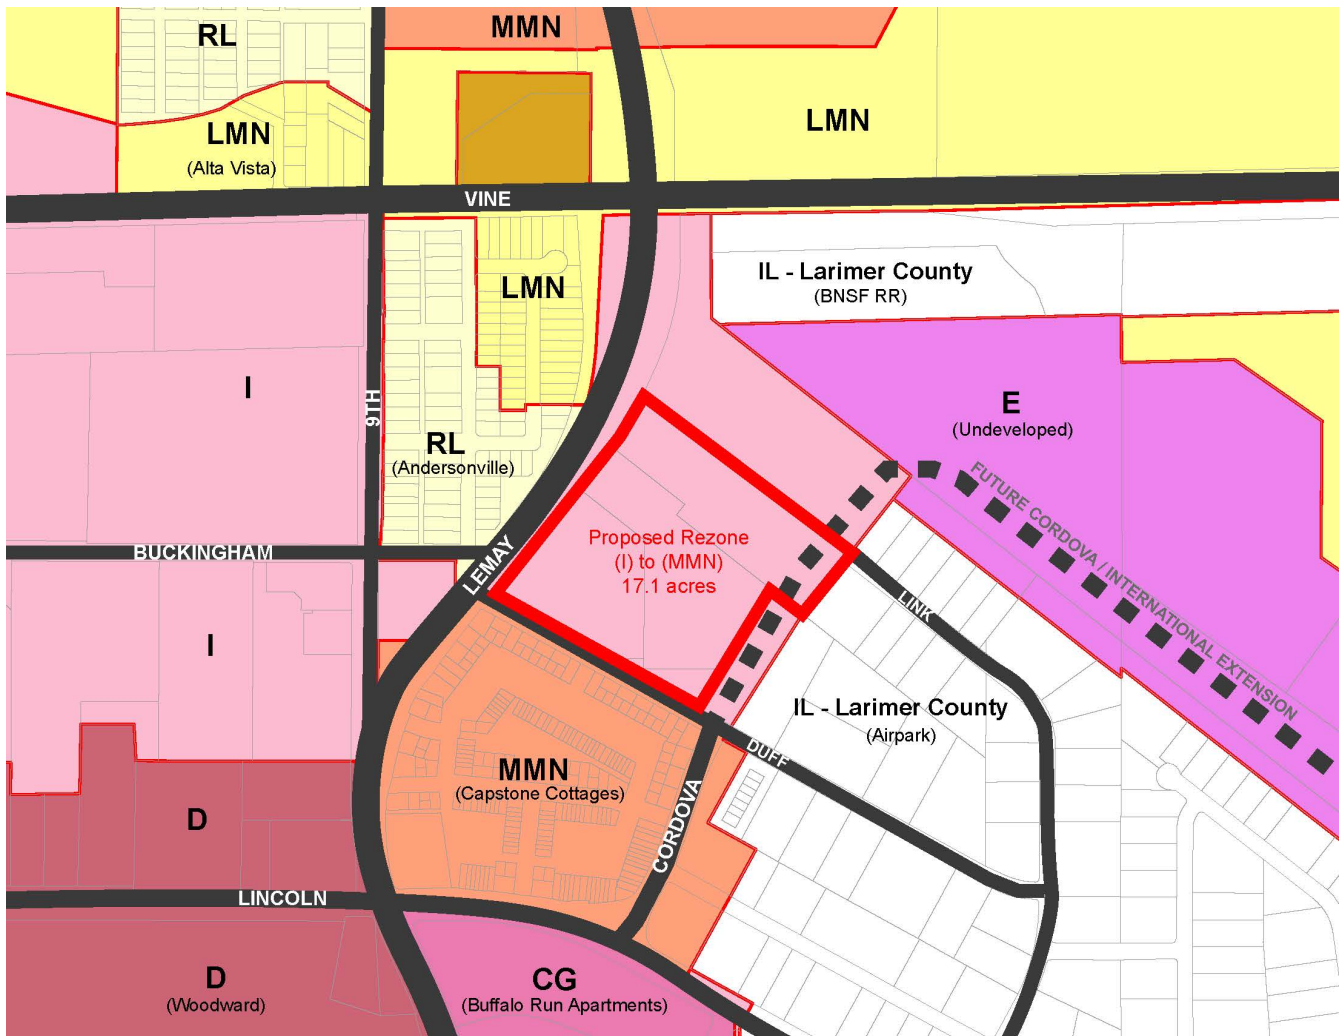 MMN
RL
LMN
(Alta Vista)
LMN
VINE
IL - Larimer County
(BNSF RR)
LMN
I
9TH
E
(Undeveloped)
RL
(Andersonville)
FUTURE CORDOVA / INTERNATIONAL EXTENSION
Proposed Rezone
(I) to (MMN)
17.1 acres
BUCKINGHAM
LEMAY
LINK
I
IL - Larimer County
(Airpark)
DUFF
MMN
(Capstone Cottages)
CORDOVA
D
LINCOLN
D
(Woodward)
CG
(Buffalo Run Apartments)